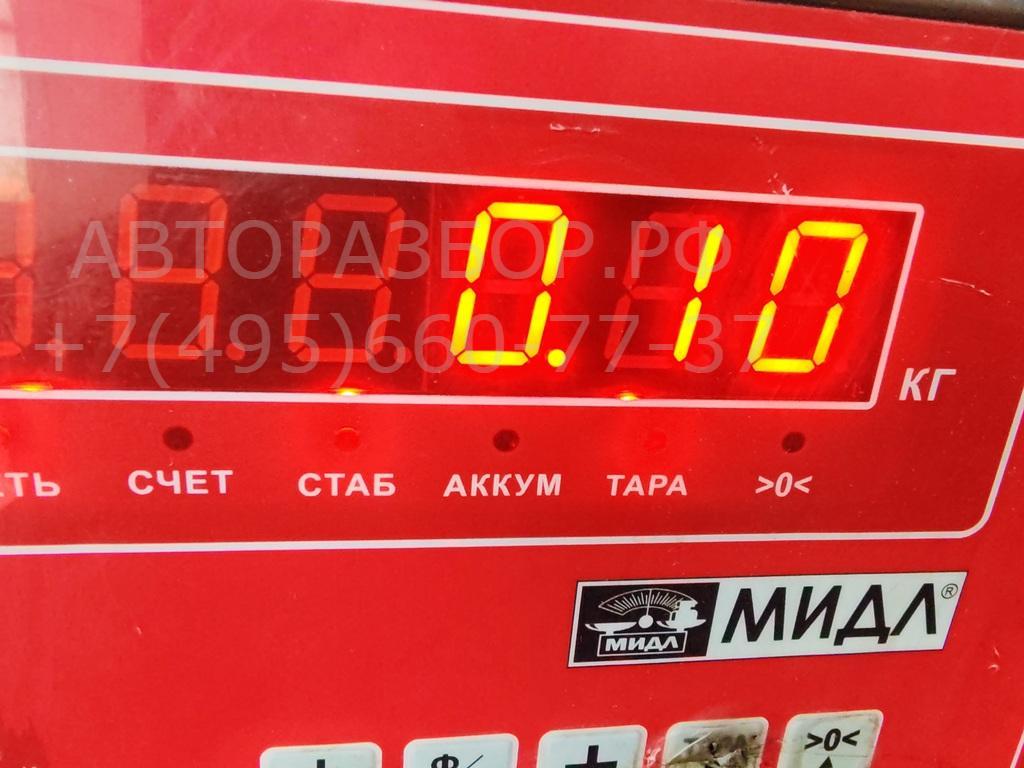 АВТОРАЗБОР.РФ
+7(495)660-77-37
0.10
КГ
СЧЕТ СТАБ АККУМ ТАРА >0<
МИДЛ МИДЛ®
>0<